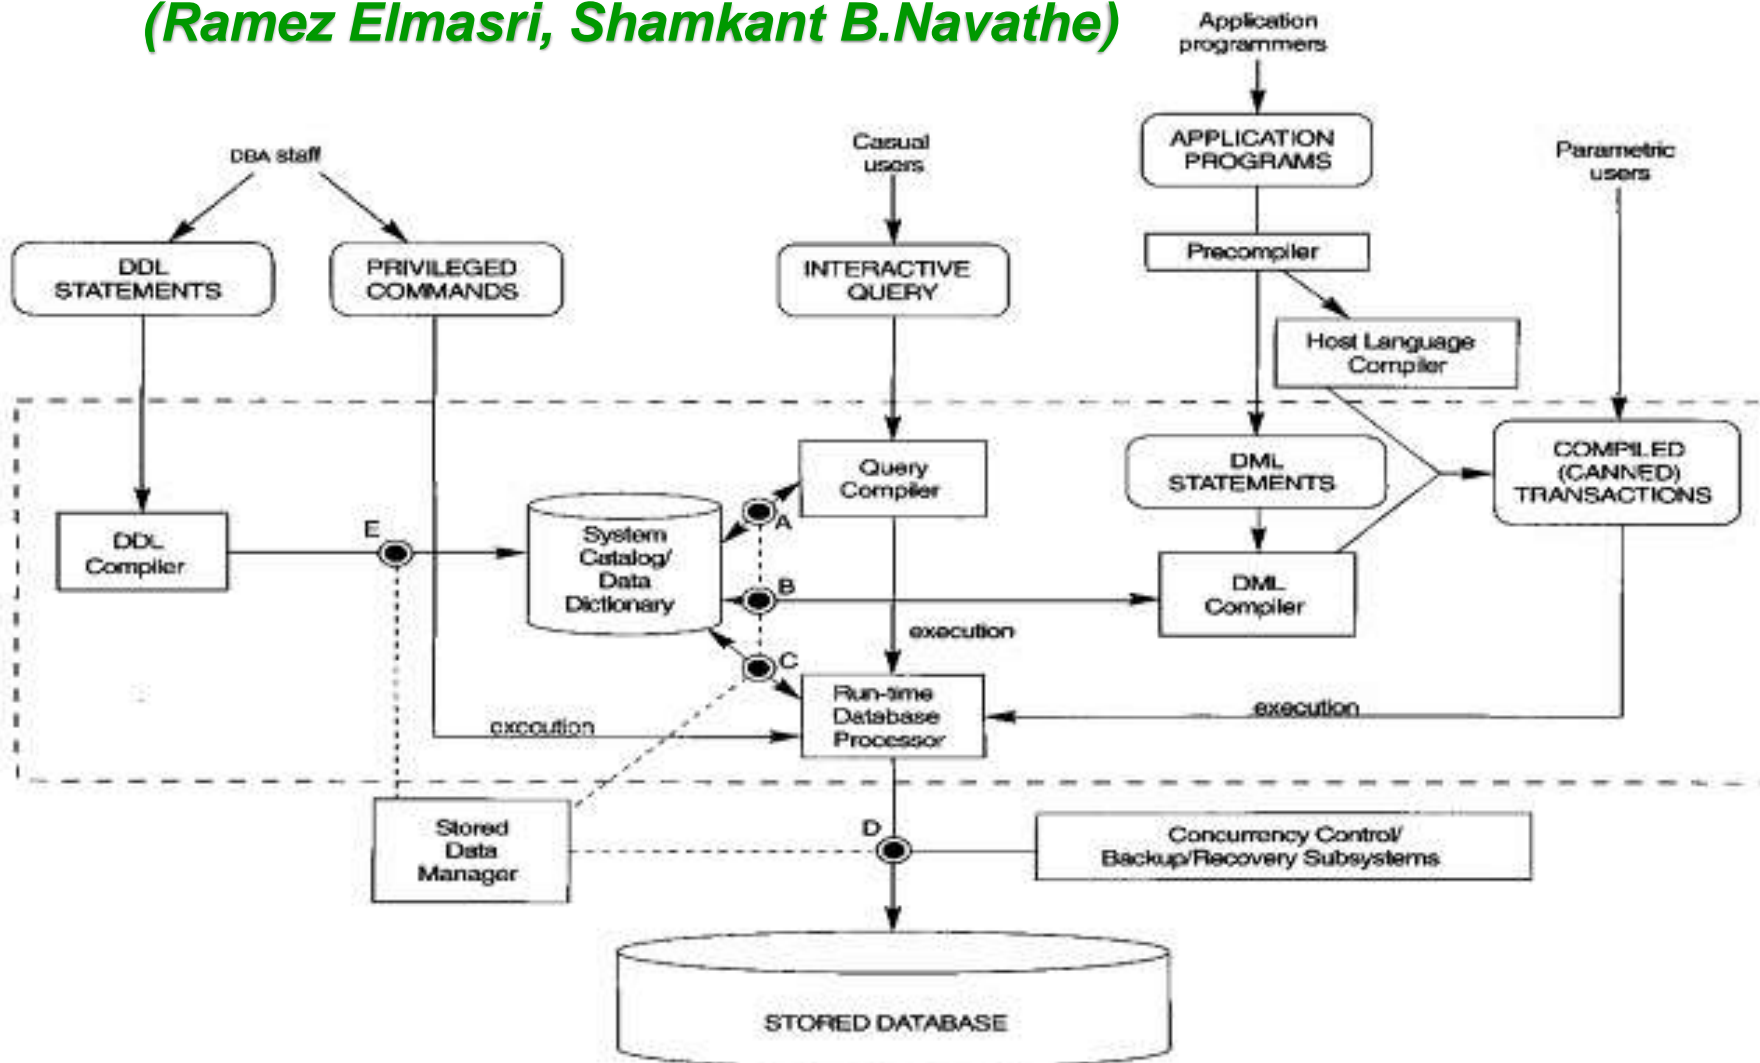 (Ramez Elmasri, Shamkant B.Navathe)
Application
programmers
DBA staff
Casual
users
APPLICATION
PROGRAMS
Parametric
users
DDL
STATEMENTS
PRIVILEGED
COMMANDS
INTERACTIVE
QUERY
Precompiler
Host Language
Compiler
Query
Compiler
DML
STATEMENTS
COMPILED
(CANNED)
TRANSACTIONS
DDL
Compiler
E
System
Catalog/
Data
Dictionary
A
B
C
DML
Compiler
execution
Run-time
Database
Processor
execution
execution
Stored
Data
Manager
D
Concurrency Control/
Backup/Recovery Subsystems
STORED DATABASE